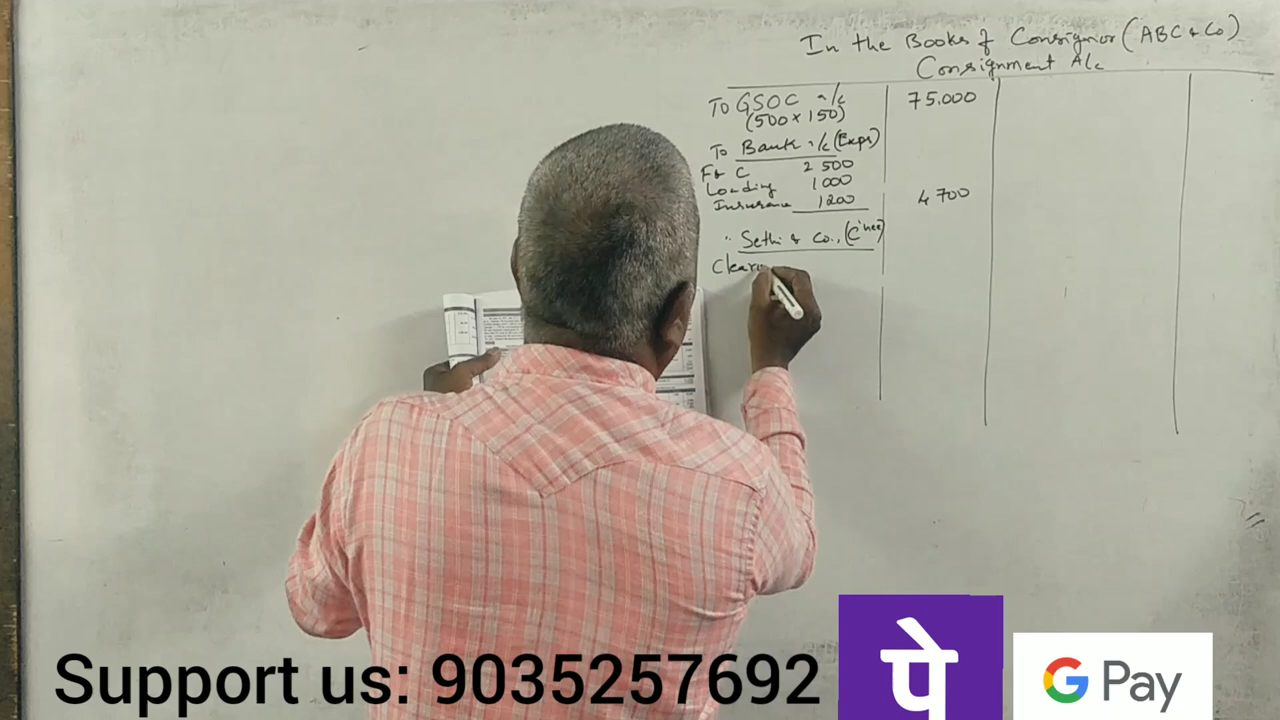 In the Books of Consignor (ABC & Co)
Consignment A/c
To GSOC a/c 75,000
(500 × 150)
To Bank a/c (Exps)
F & C 2500
Loading 1000
Insurance 1200 4700
" Sethi & Co., (C'nee)
Support us: 9035257692
पे
G Pay